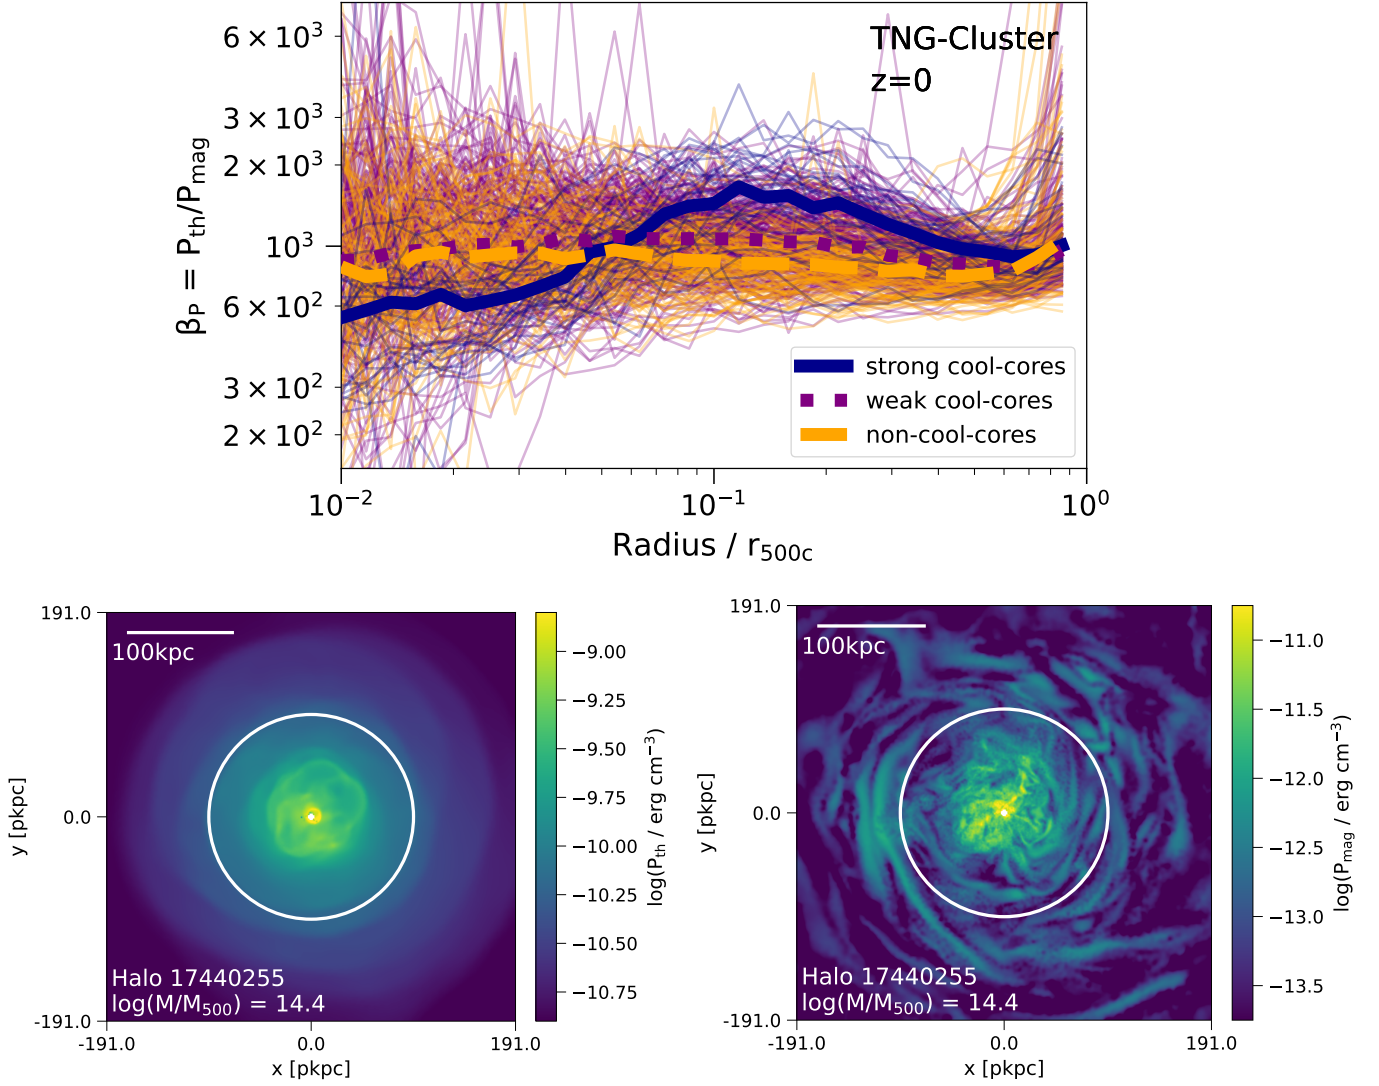 TNG-Cluster
z=0
6 × 10³
3 × 10³
2 × 10³
10³
6 × 10²
3 × 10²
2 × 10²
β_P = P_th/P_mag
strong cool-cores
weak cool-cores
non-cool-cores
10⁻² 10⁻¹ 10⁰
Radius / r_500c
191.0
0.0
-191.0
y [pkpc]
100kpc
Halo 17440255
log(M/M_500) = 14.4
-191.0 0.0 191.0
x [pkpc]
−9.00
−9.25
−9.50
−9.75
−10.00
−10.25
−10.50
−10.75
log(P_th / erg cm⁻³)
191.0
0.0
-191.0
y [pkpc]
100kpc
Halo 17440255
log(M/M_500) = 14.4
-191.0 0.0 191.0
x [pkpc]
−11.0
−11.5
−12.0
−12.5
−13.0
−13.5
log(P_mag / erg cm⁻³)